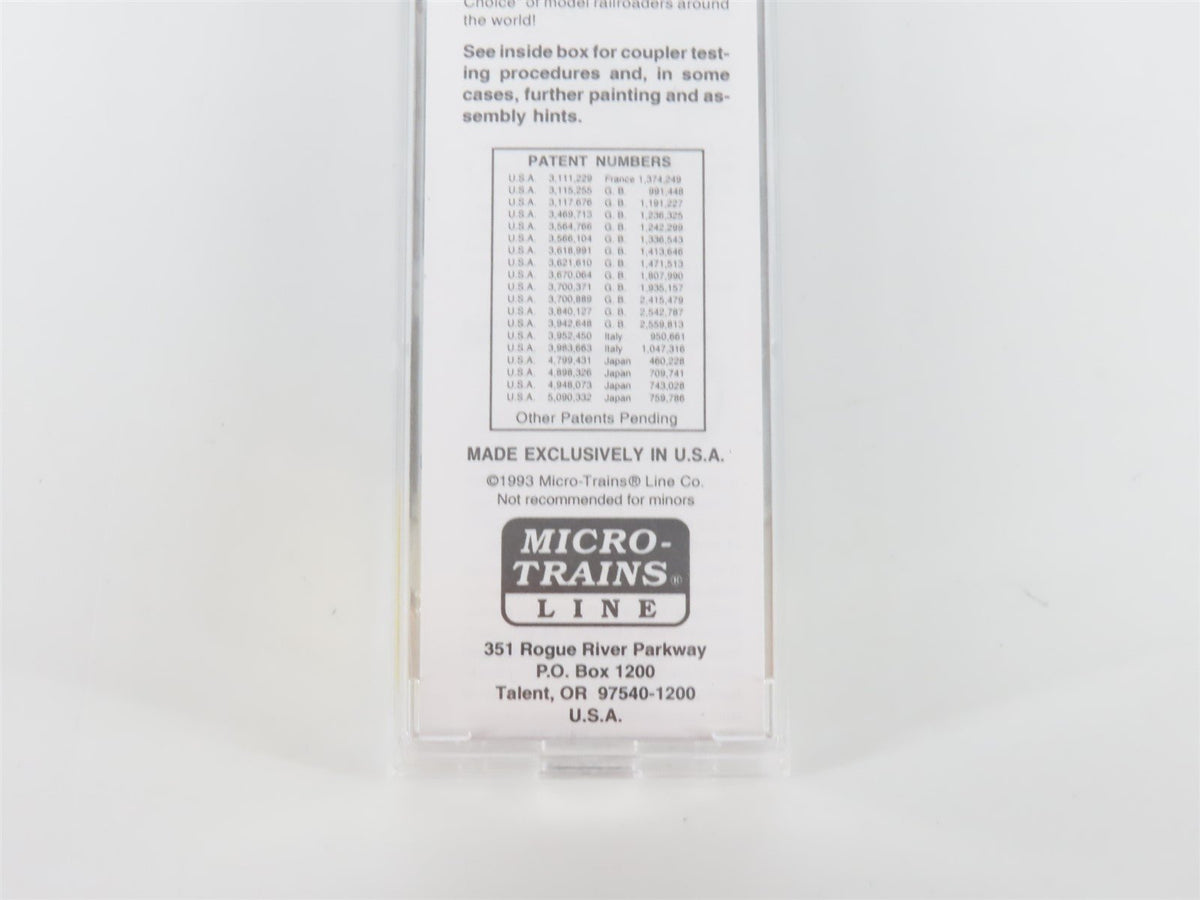 Choice" of model railroaders around
the world!
See inside box for coupler test-
ing procedures and, in some
cases, further painting and as-
sembly hints.
PATENT NUMBERS
U.S.A. 3,111,229 France 1,374,249
U.S.A. 3,115,255 G. B. 991,448
U.S.A. 3,117,676 G. B. 1,191,227
U.S.A. 3,469,713 G. B. 1,236,325
U.S.A. 3,564,766 G. B. 1,242,299
U.S.A. 3,566,104 G. B. 1,336,543
U.S.A. 3,618,991 G. B. 1,413,646
U.S.A. 3,621,610 G. B. 1,471,513
U.S.A. 3,670,064 G. B. 1,807,990
U.S.A. 3,700,371 G. B. 1,935,157
U.S.A. 3,700,889 G. B. 2,415,479
U.S.A. 3,840,127 G. B. 2,542,787
U.S.A. 3,942,648 G. B. 2,559,813
U.S.A. 3,952,450 Italy 950,661
U.S.A. 3,983,663 Italy 1,047,316
U.S.A. 4,799,431 Japan 460,228
U.S.A. 4,898,326 Japan 709,741
U.S.A. 4,948,073 Japan 743,028
U.S.A. 5,090,332 Japan 759,786
Other Patents Pending
MADE EXCLUSIVELY IN U.S.A.
©1993 Micro-Trains® Line Co.
Not recommended for minors
MICRO-
TRAINS®
LINE
351 Rogue River Parkway
P.O. Box 1200
Talent, OR 97540-1200
U.S.A.